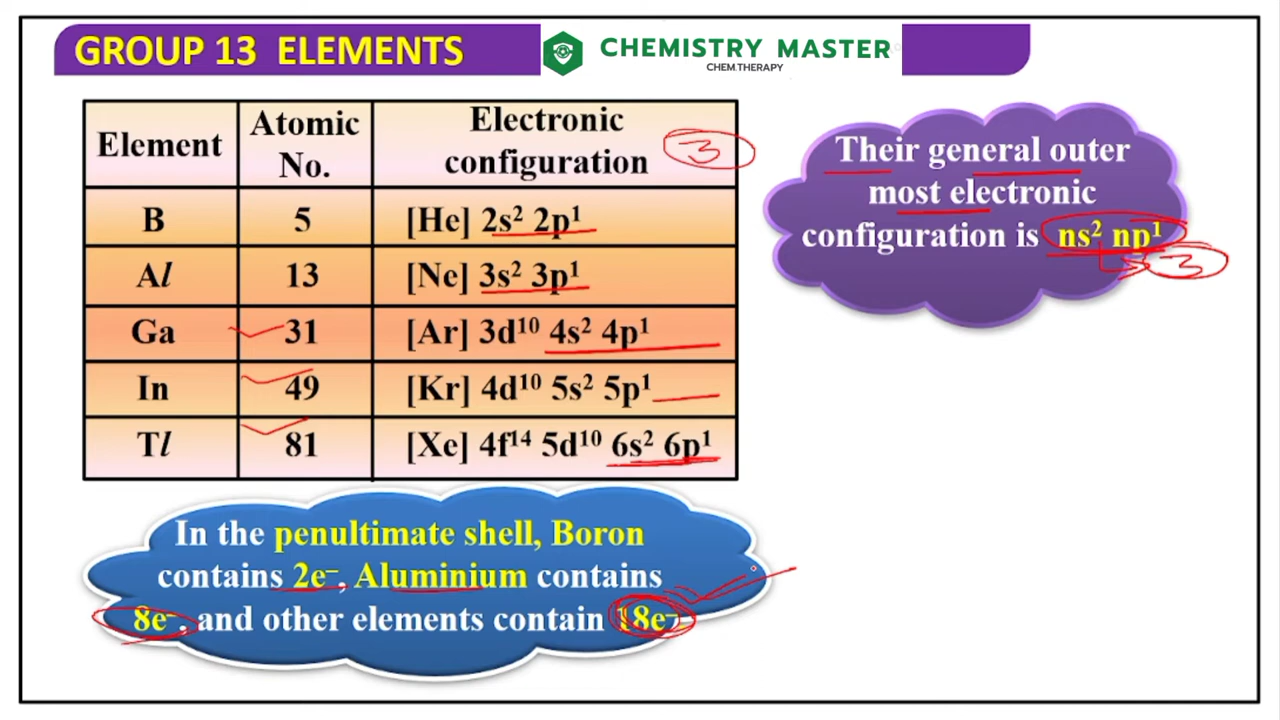 GROUP 13 ELEMENTS
CHEMISTRY MASTER
CHEM.THERAPY
Element
Atomic
No.
Electronic
configuration
3
B
5
[He] 2s² 2p¹
Al
13
[Ne] 3s² 3p¹
Ga
31
[Ar] 3d¹⁰ 4s² 4p¹
In
49
[Kr] 4d¹⁰ 5s² 5p¹
Tl
81
[Xe] 4f¹⁴ 5d¹⁰ 6s² 6p¹
Their general outer
most electronic
configuration is ns² np¹
3
In the penultimate shell, Boron
contains 2e⁻, Aluminium contains
8e⁻, and other elements contain 18e⁻